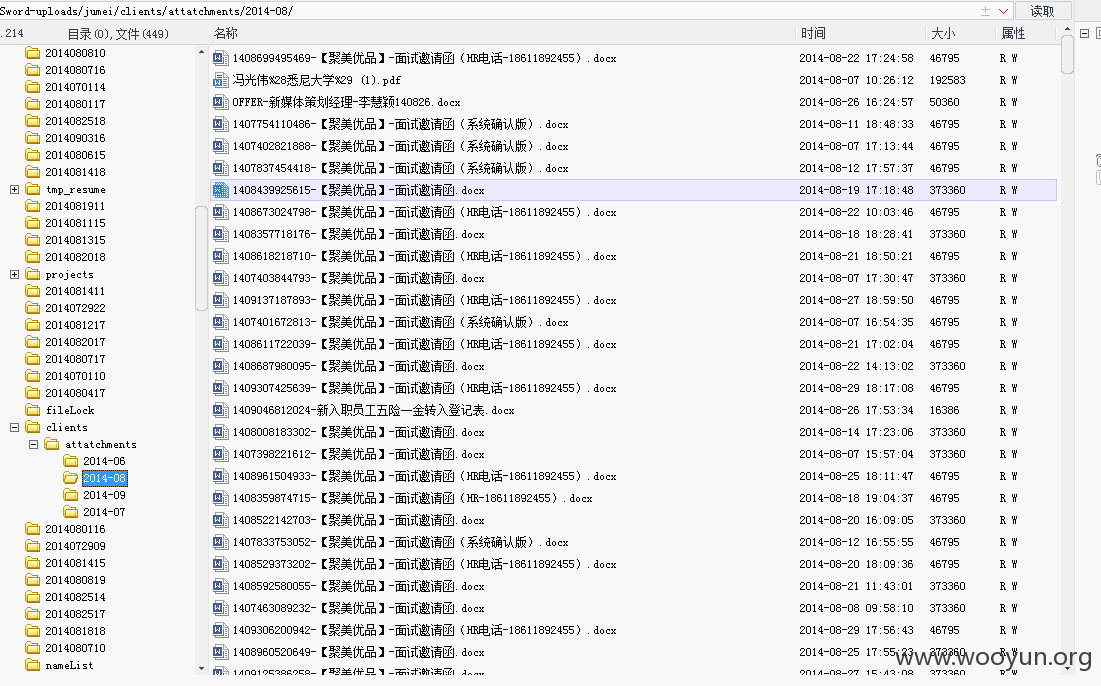 Sword-uploads/jumei/clients/attatchments/2014-08/ 读取
.214 目录(0),文件(449) 名称 时间 大小 属性
2014080810
2014080716
2014070114
2014080117
2014082518
2014090316
2014080615
2014081418
tmp_resume
2014081911
2014081115
2014081315
2014082018
projects
2014081411
2014072922
2014081217
2014082017
2014080717
2014070110
2014080417
fileLock
clients
attatchments
2014-06
2014-08
2014-09
2014-07
2014080116
2014072909
2014081415
2014080819
2014082514
2014082517
2014081818
2014080710
nameList
1408699495469-【聚美优品】-面试邀请函（HR电话-18611892455）.docx 2014-08-22 17:24:58 46795 R W
冯光伟%28悉尼大学%29 (1).pdf 2014-08-07 10:26:12 192583 R W
OFFER-新媒体策划经理-李慧颖140826.docx 2014-08-26 16:24:57 50360 R W
1407754110486-【聚美优品】-面试邀请函（系统确认版）.docx 2014-08-11 18:48:33 46795 R W
1407402821888-【聚美优品】-面试邀请函（系统确认版）.docx 2014-08-07 17:13:44 46795 R W
1407837454418-【聚美优品】-面试邀请函（系统确认版）.docx 2014-08-12 17:57:37 46795 R W
1408439925615-【聚美优品】-面试邀请函.docx 2014-08-19 17:18:48 373360 R W
1408673024798-【聚美优品】-面试邀请函（HR电话-18611892455）.docx 2014-08-22 10:03:46 46795 R W
1408357718176-【聚美优品】-面试邀请函.docx 2014-08-18 18:28:41 373360 R W
1408618218710-【聚美优品】-面试邀请函（HR电话-18611892455）.docx 2014-08-21 18:50:21 46795 R W
1407403844793-【聚美优品】-面试邀请函.docx 2014-08-07 17:30:47 373360 R W
1409137187893-【聚美优品】-面试邀请函（HR电话-18611892455）.docx 2014-08-27 18:59:50 46795 R W
1407401672813-【聚美优品】-面试邀请函（系统确认版）.docx 2014-08-07 16:54:35 46795 R W
1408611722039-【聚美优品】-面试邀请函（HR电话-18611892455）.docx 2014-08-21 17:02:04 46795 R W
1408687980095-【聚美优品】-面试邀请函.docx 2014-08-22 14:13:02 373360 R W
1409307425639-【聚美优品】-面试邀请函（HR电话-18611892455）.docx 2014-08-29 18:17:08 46795 R W
1409046812024-新入职员工五险一金转入登记表.docx 2014-08-26 17:53:34 16386 R W
1408008183302-【聚美优品】-面试邀请函.docx 2014-08-14 17:23:06 373360 R W
1407398221612-【聚美优品】-面试邀请函.docx 2014-08-07 15:57:04 373360 R W
1408961504933-【聚美优品】-面试邀请函（HR电话-18611892455）.docx 2014-08-25 18:11:47 46795 R W
1408359874715-【聚美优品】-面试邀请函（HR-18611892455）.docx 2014-08-18 19:04:37 46795 R W
1408522142703-【聚美优品】-面试邀请函.docx 2014-08-20 16:09:05 373360 R W
1407833753052-【聚美优品】-面试邀请函（系统确认版）.docx 2014-08-12 16:55:55 46795 R W
1408529373202-【聚美优品】-面试邀请函（HR电话-18611892455）.docx 2014-08-20 18:09:36 46795 R W
1408592580055-【聚美优品】-面试邀请函.docx 2014-08-21 11:43:01 373360 R W
1407463089232-【聚美优品】-面试邀请函.docx 2014-08-08 09:58:10 373360 R W
1409306200942-【聚美优品】-面试邀请函（HR电话-18611892455）.docx 2014-08-29 17:56:43 46795 R W
1408960520649-【聚美优品】-面试邀请函.docx 2014-08-25 17:55:23 373360 R W
1409125386258-【聚美优品】-面试邀请函.docx 2014-08-27 15:43:08 373360 R W
www.wooyun.org